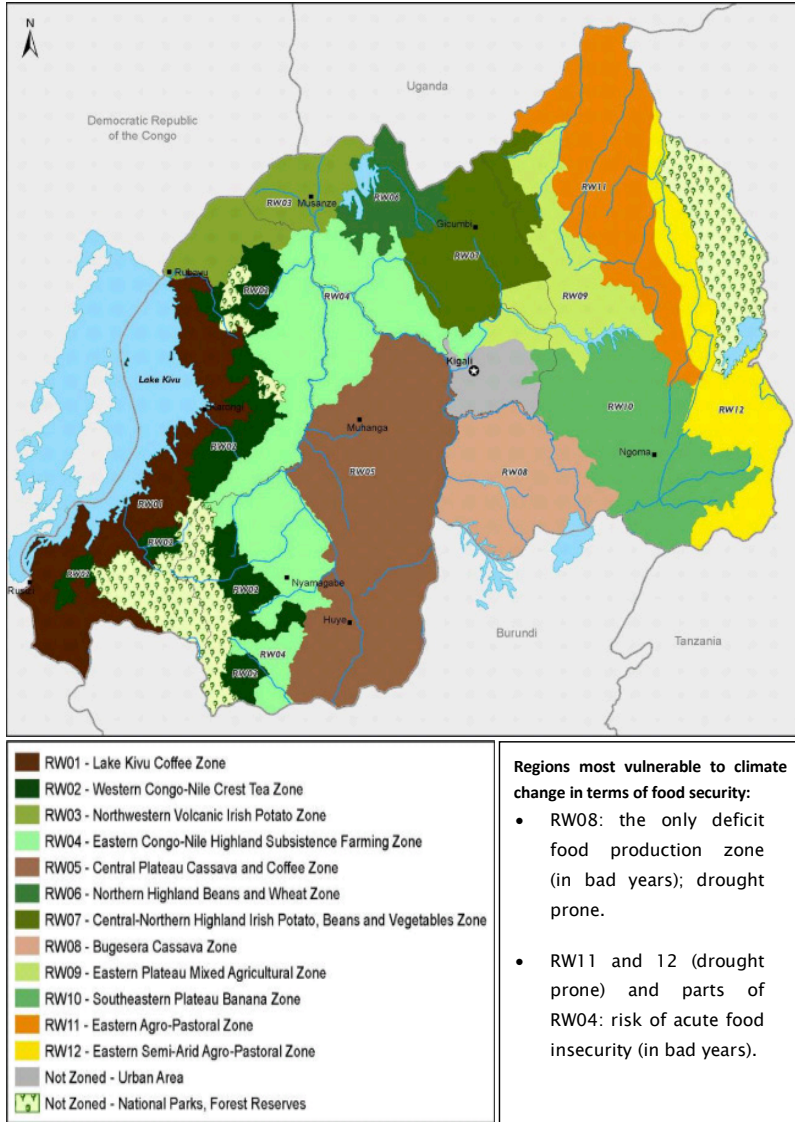 N
Uganda
Democratic Republic
of the Congo
RW11
RW03
Musanze
RW06
Gicumbi
RW07
Rubavu
RW02
RW04
RW09
Lake Kivu
Kigali
Karongi
RW10
RW12
Muhanga
RW02
RW05
Ngoma
RW08
RW01
RW02
RW02
Rusizi
Nyamagabe
RW02
Huye
RW04
Burundi
Tanzania
RW02
RW01 - Lake Kivu Coffee Zone
RW02 - Western Congo-Nile Crest Tea Zone
RW03 - Northwestern Volcanic Irish Potato Zone
RW04 - Eastern Congo-Nile Highland Subsistence Farming Zone
RW05 - Central Plateau Cassava and Coffee Zone
RW06 - Northern Highland Beans and Wheat Zone
RW07 - Central-Northern Highland Irish Potato, Beans and Vegetables Zone
RW08 - Bugesera Cassava Zone
RW09 - Eastern Plateau Mixed Agricultural Zone
RW10 - Southeastern Plateau Banana Zone
RW11 - Eastern Agro-Pastoral Zone
RW12 - Eastern Semi-Arid Agro-Pastoral Zone
Not Zoned - Urban Area
Not Zoned - National Parks, Forest Reserves
Regions most vulnerable to climate
change in terms of food security:
• RW08: the only deficit
food production zone
(in bad years); drought
prone.
• RW11 and 12 (drought
prone) and parts of
RW04: risk of acute food
insecurity (in bad years).